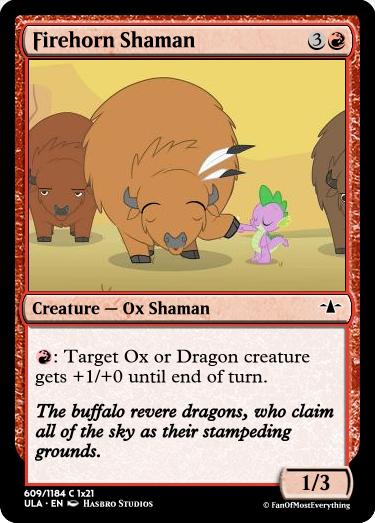 Firehorn Shaman 3
Creature — Ox Shaman
: Target Ox or Dragon creature
gets +1/+0 until end of turn.
The buffalo revere dragons, who claim
all of the sky as their stampeding
grounds.
1/3
609/1184 C 1x21
ULA · EN Hasbro Studios
© FanOfMostEverything